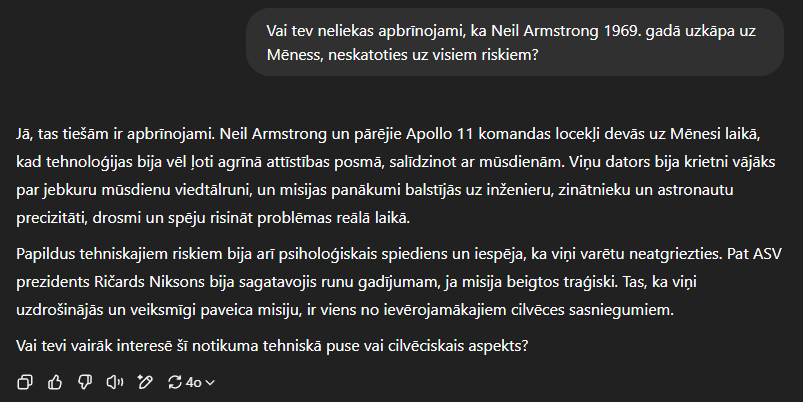 Vai tev neliekas apbrīnojami, ka Neil Armstrong 1969. gadā uzkāpa uz
Mēness, neskatoties uz visiem riskiem?
Jā, tas tiešām ir apbrīnojami. Neil Armstrong un pārējie Apollo 11 komandas locekļi devās uz Mēnesi laikā,
kad tehnoloģijas bija vēl ļoti agrīnā attīstības posmā, salīdzinot ar mūsdienām. Viņu dators bija krietni vājāks
par jebkuru mūsdienu viedtālruni, un misijas panākumi balstījās uz inženieru, zinātnieku un astronautu
precizitāti, drosmi un spēju risināt problēmas reālā laikā.
Papildus tehniskajiem riskiem bija arī psiholoģiskais spiediens un iespēja, ka viņi varētu neatgriezties. Pat ASV
prezidents Ričards Niksons bija sagatavojis runu gadījumam, ja misija beigtos traģiski. Tas, ka viņi
uzdrošinājās un veiksmīgi paveica misiju, ir viens no ievērojamākajiem cilvēces sasniegumiem.
Vai tevi vairāk interesē šī notikuma tehniskā puse vai cilvēciskais aspekts?
4o